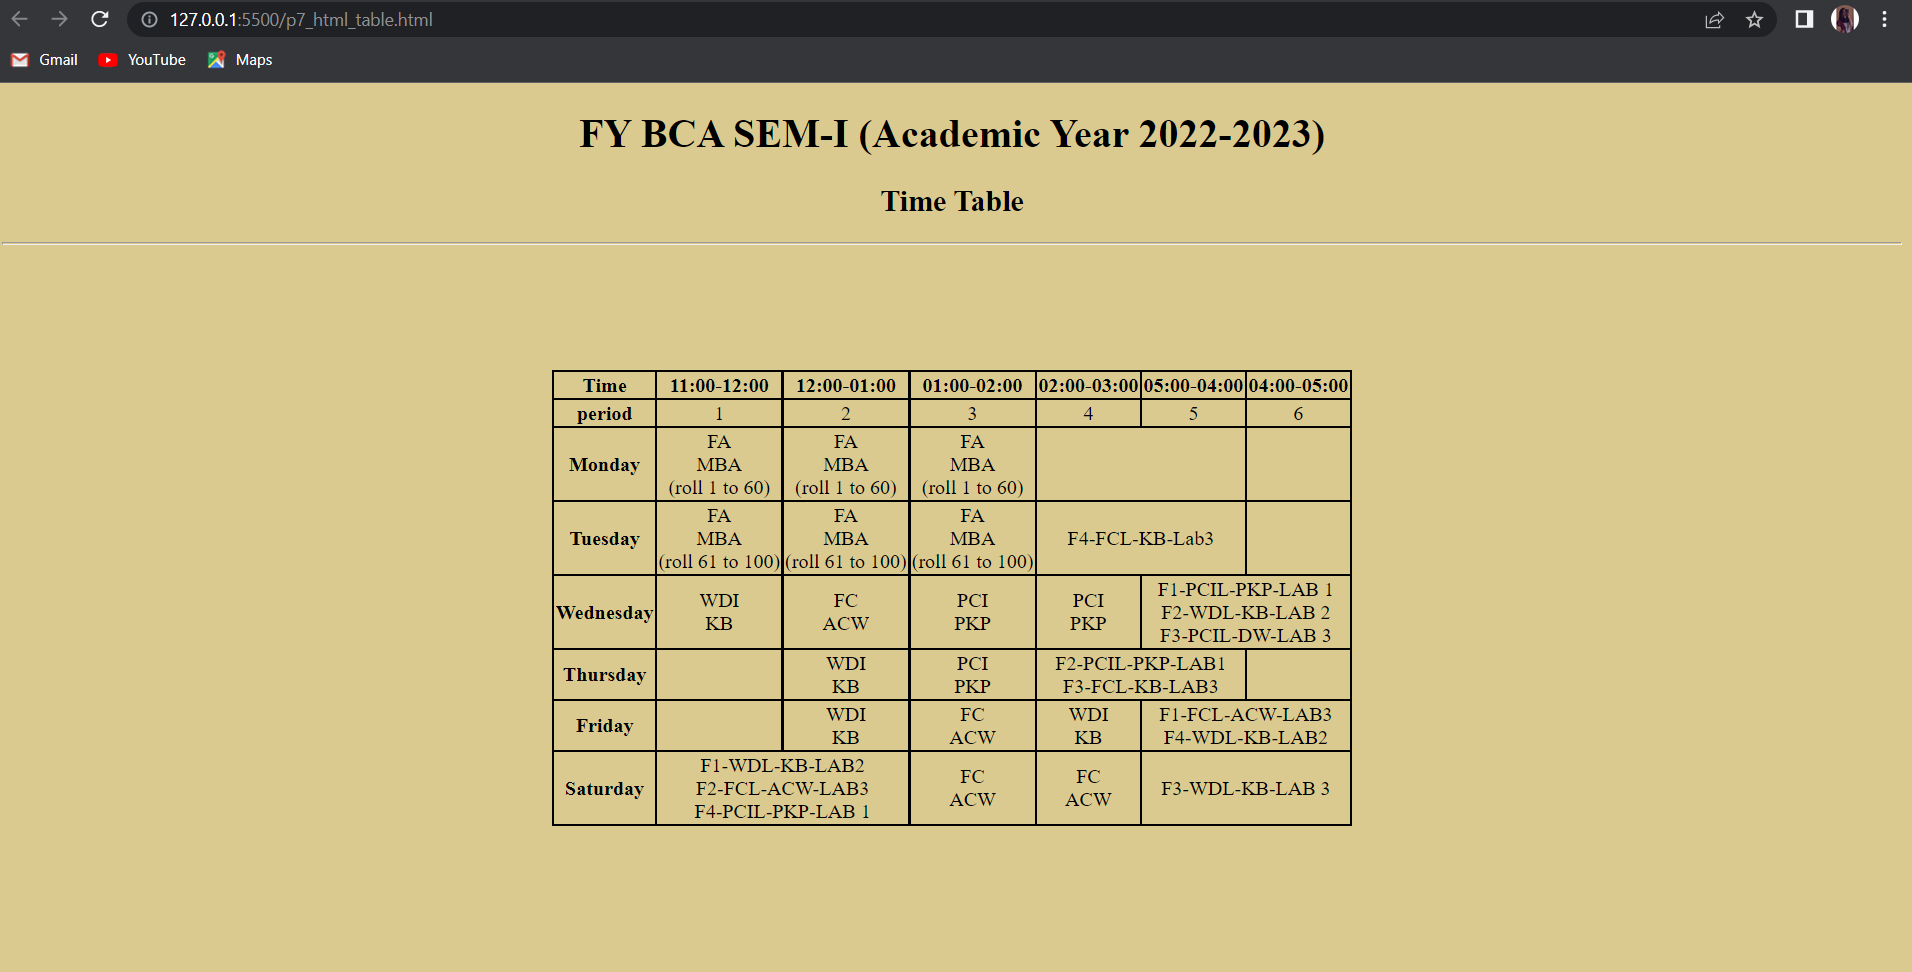 127.0.0.1:5500/p7_html_table.html
Gmail YouTube Maps
FY BCA SEM-I (Academic Year 2022-2023)
Time Table
Time 11:00-12:00 12:00-01:00 01:00-02:00 02:00-03:00 05:00-04:00 04:00-05:00
period 1 2 3 4 5 6
Monday
FA
MBA
(roll 1 to 60)
FA
MBA
(roll 1 to 60)
FA
MBA
(roll 1 to 60)
Tuesday
FA
MBA
(roll 61 to 100)
FA
MBA
(roll 61 to 100)
FA
MBA
(roll 61 to 100)
F4-FCL-KB-Lab3
Wednesday
WDI
KB
FC
ACW
PCI
PKP
PCI
PKP
F1-PCIL-PKP-LAB 1
F2-WDL-KB-LAB 2
F3-PCIL-DW-LAB 3
Thursday
WDI
KB
PCI
PKP
F2-PCIL-PKP-LAB1
F3-FCL-KB-LAB3
Friday
WDI
KB
FC
ACW
WDI
KB
F1-FCL-ACW-LAB3
F4-WDL-KB-LAB2
Saturday
F1-WDL-KB-LAB2
F2-FCL-ACW-LAB3
F4-PCIL-PKP-LAB 1
FC
ACW
FC
ACW
F3-WDL-KB-LAB 3